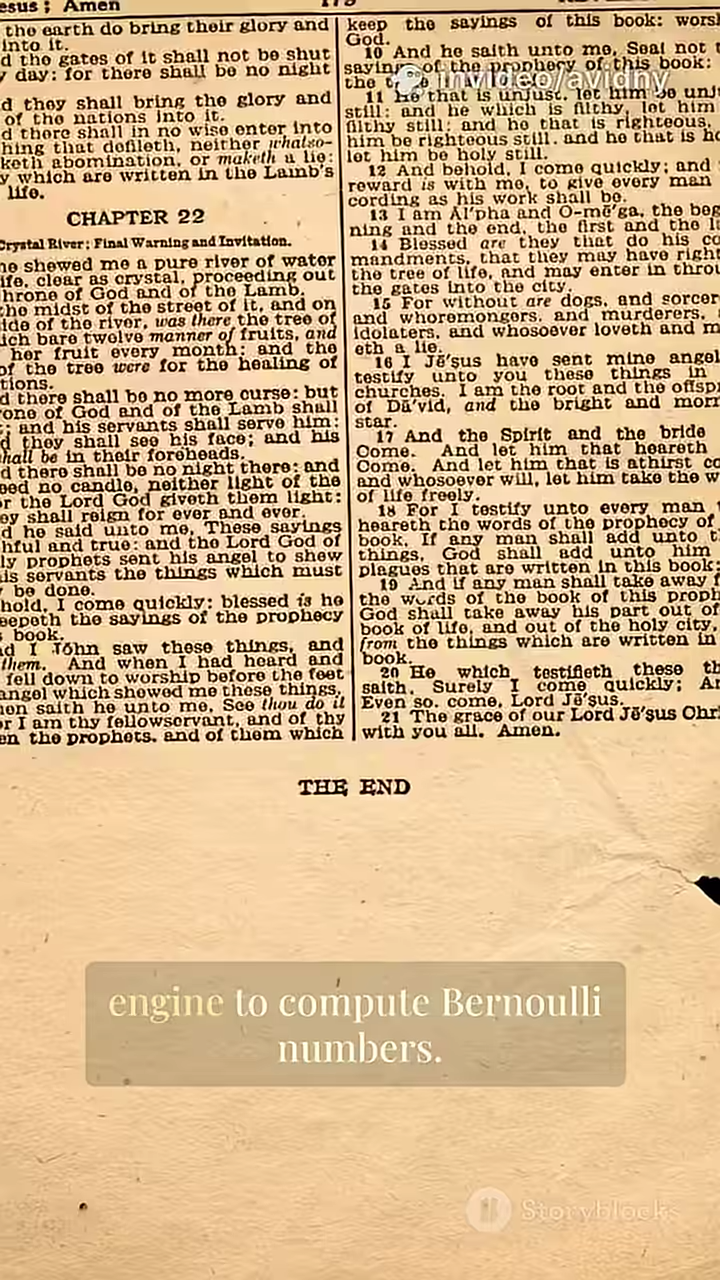 esus; Amen
the earth do bring their glory and
into it.
d the gates of it shall not be shut
y day: for there shall be no night
d they shall bring the glory and
of the nations into it.
d there shall in no wise enter into
hing that defileth, neither whatso-
keth abomination, or maketh a lie:
y which are written in the Lamb's
life.
CHAPTER 22
Crystal River; Final Warning and Invitation.
he shewed me a pure river of water
ife, clear as crystal, proceeding out
hrone of God and of the Lamb.
the midst of the street of it, and on
ide of the river, was there the tree of
ich bare twelve manner of fruits, and
her fruit every month: and the
of the tree were for the healing of
tions.
d there shall be no more curse: but
rone of God and of the Lamb shall
t; and his servants shall serve him:
d they shall see his face; and his
shall be in their foreheads.
d there shall be no night there; and
eed no candle, neither light of the
or the Lord God giveth them light:
ey shall reign for ever and ever.
d he said unto me, These sayings
hful and true: and the Lord God of
ly prophets sent his angel to shew
is servants the things which must
y be done.
hold, I come quickly: blessed is he
eepeth the sayings of the prophecy
s book.
nd I Jŏhn saw these things, and
them. And when I had heard and
fell down to worship before the feet
angel which shewed me these things.
hen saith he unto me, See thou do it
or I am thy fellowservant, and of thy
en the prophets, and of them which
keep the sayings of this book: worsl
God.
10 And he saith unto me, Seal not t
sayings of the prophecy of this book:
the t
invideo/avidhy
11 He that is unjust, let him be unju
still: and he which is filthy, let him
filthy still: and he that is righteous,
him be righteous still: and he that is ho
let him be holy still.
12 And behold, I come quickly; and
reward is with me, to give every man
cording as his work shall be.
13 I am Al'pha and O-mē'ga, the beg
ning and the end, the first and the l
14 Blessed are they that do his co
mandments, that they may have right
the tree of life, and may enter in throu
the gates into the city.
15 For without are dogs, and sorcer
and whoremongers, and murderers, a
idolaters, and whosoever loveth and m
eth a lie.
16 I Jē'ṣus have sent mine angel
testify unto you these things in
churches. I am the root and the offspr
of Dā'vid, and the bright and morr
star.
17 And the Spirit and the bride
Come. And let him that heareth
Come. And let him that is athirst co
and whosoever will, let him take the w
of life freely.
18 For I testify unto every man t
heareth the words of the prophecy of
book, If any man shall add unto t
things, God shall add unto him
plagues that are written in this book:
19 And if any man shall take away f
the words of the book of this proph
God shall take away his part out of
book of life, and out of the holy city,
from the things which are written in
book.
20 He which testifieth these th
saith, Surely I come quickly; Ar
Even so, come, Lord Jē'ṣus.
21 The grace of our Lord Jē'ṣus Chri
with you all. Amen.
THE END
engine to compute Bernoulli
numbers.
Storyblocks